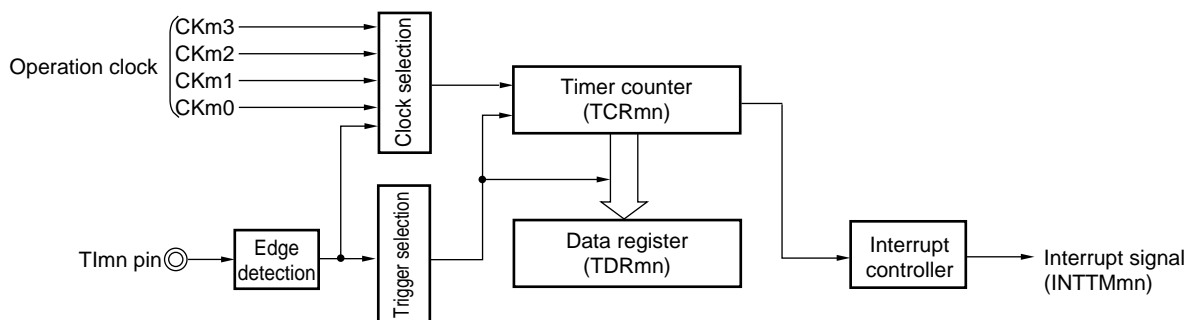 Operation clock
CKm3
CKm2
CKm1
CKm0
Clock selection
Timer counter
(TCRmn)
TImn pin
Edge
detection
Trigger selection
Data register
(TDRmn)
Interrupt
controller
Interrupt signal
(INTTMmn)